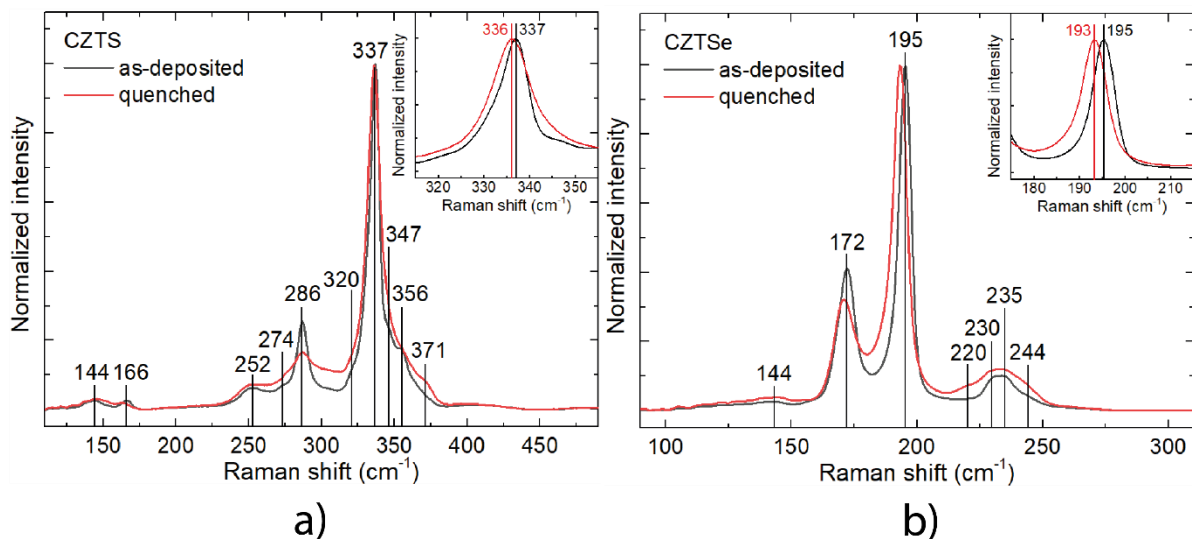 CZTS
as-deposited
quenched
337
336
337
Normalized intensity
320
330
340
350
Raman shift (cm⁻¹)
347
320
286
356
274
371
252
144
166
Normalized intensity
150
200
250
300
350
400
450
Raman shift (cm⁻¹)
a)
CZTSe
as-deposited
quenched
195
193
195
Normalized intensity
180
190
200
210
Raman shift (cm⁻¹)
172
235
230
220
244
144
Normalized intensity
100
150
200
250
300
Raman shift (cm⁻¹)
b)